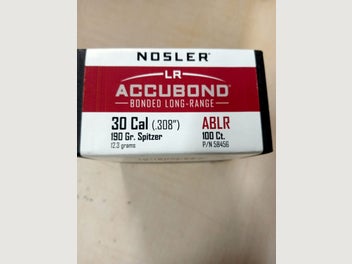 NOSLER®
LR
ACCUBOND®
BONDED LONG-RANGE
30 Cal (.308") ABLR
190 Gr. Spitzer 100 Ct.
12.3 grams P/N 58456